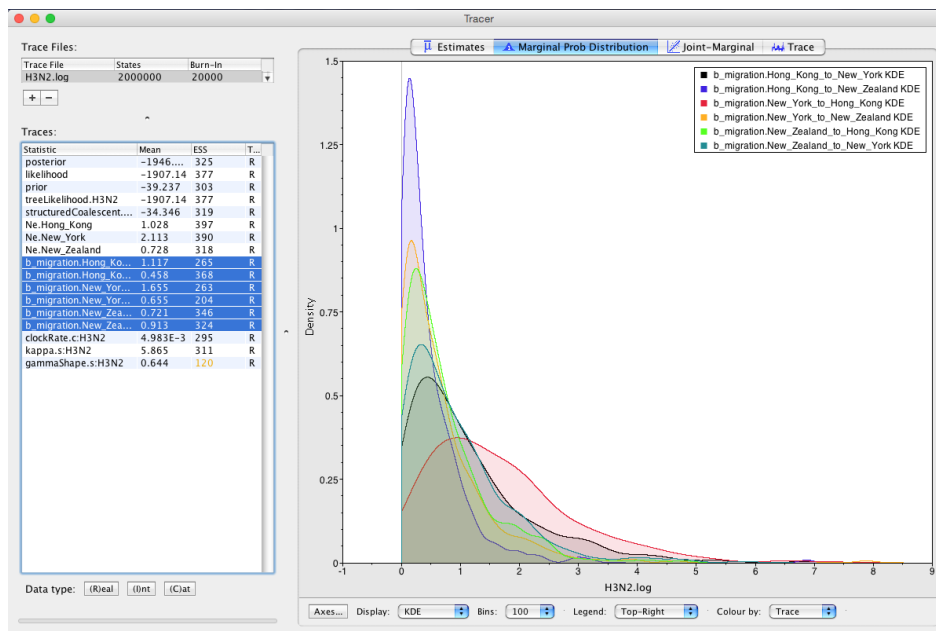 Tracer
Trace Files:
Trace File States Burn-In
H3N2.log 2000000 20000
+ −
Traces:
Statistic Mean ESS T...
posterior -1946.... 325 R
likelihood -1907.14 377 R
prior -39.237 303 R
treeLikelihood.H3N2 -1907.14 377 R
structuredCoalescent.... -34.346 319 R
Ne.Hong_Kong 1.028 397 R
Ne.New_York 2.113 390 R
Ne.New_Zealand 0.728 318 R
b_migration.Hong_Ko... 1.117 265 R
b_migration.Hong_Ko... 0.458 368 R
b_migration.New_Yor... 1.655 263 R
b_migration.New_Yor... 0.655 204 R
b_migration.New_Zea... 0.721 346 R
b_migration.New_Zea... 0.913 324 R
clockRate.c:H3N2 4.983E-3 295 R
kappa.s:H3N2 5.865 311 R
gammaShape.s:H3N2 0.644 120 R
Data type: (R)eal (I)nt (C)at
μ Estimates Marginal Prob Distribution Joint-Marginal Trace
b_migration.Hong_Kong_to_New_York KDE
b_migration.Hong_Kong_to_New_Zealand KDE
b_migration.New_York_to_Hong_Kong KDE
b_migration.New_York_to_New_Zealand KDE
b_migration.New_Zealand_to_Hong_Kong KDE
b_migration.New_Zealand_to_New_York KDE
1.5
1.25
1
0.75
0.5
0.25
0
Density
-1 0 1 2 3 4 5 6 7 8 9
H3N2.log
Axes... Display: KDE Bins: 100 Legend: Top-Right Colour by: Trace